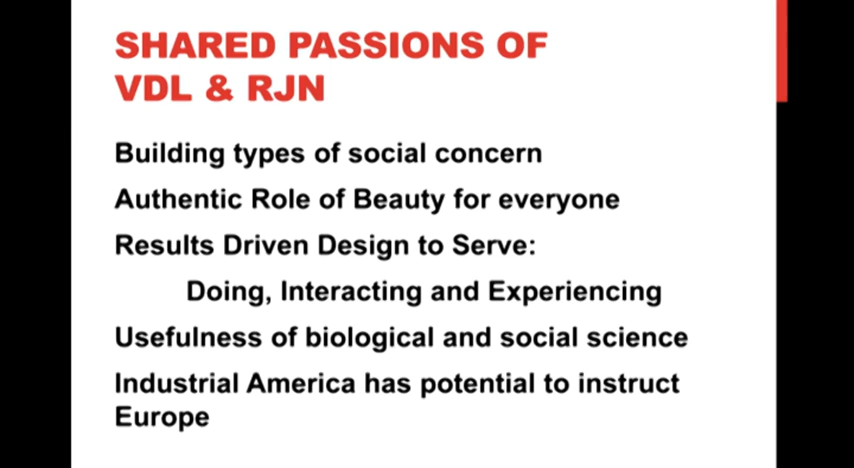 SHARED PASSIONS OF
VDL & RJN
Building types of social concern
Authentic Role of Beauty for everyone
Results Driven Design to Serve:
Doing, Interacting and Experiencing
Usefulness of biological and social science
Industrial America has potential to instruct
Europe